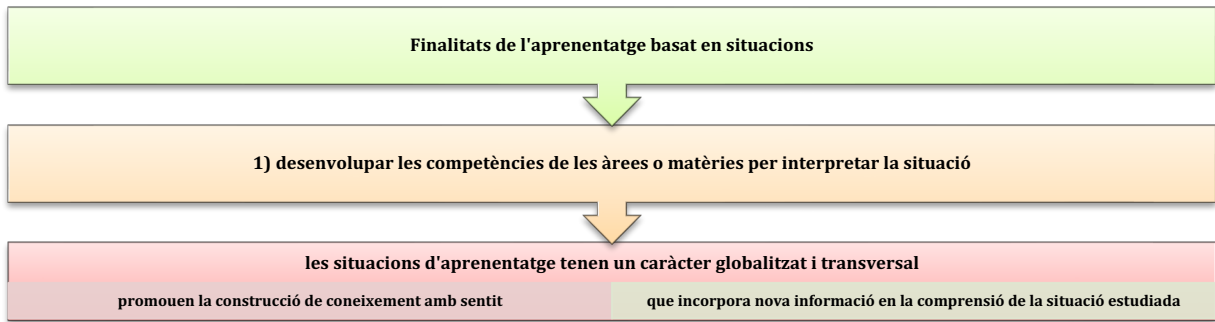 Finalitats de l'aprenentatge basat en situacions
1) desenvolupar les competències de les àrees o matèries per interpretar la situació
les situacions d'aprenentatge tenen un caràcter globalitzat i transversal
promouen la construcció de coneixement amb sentit
que incorpora nova informació en la comprensió de la situació estudiada